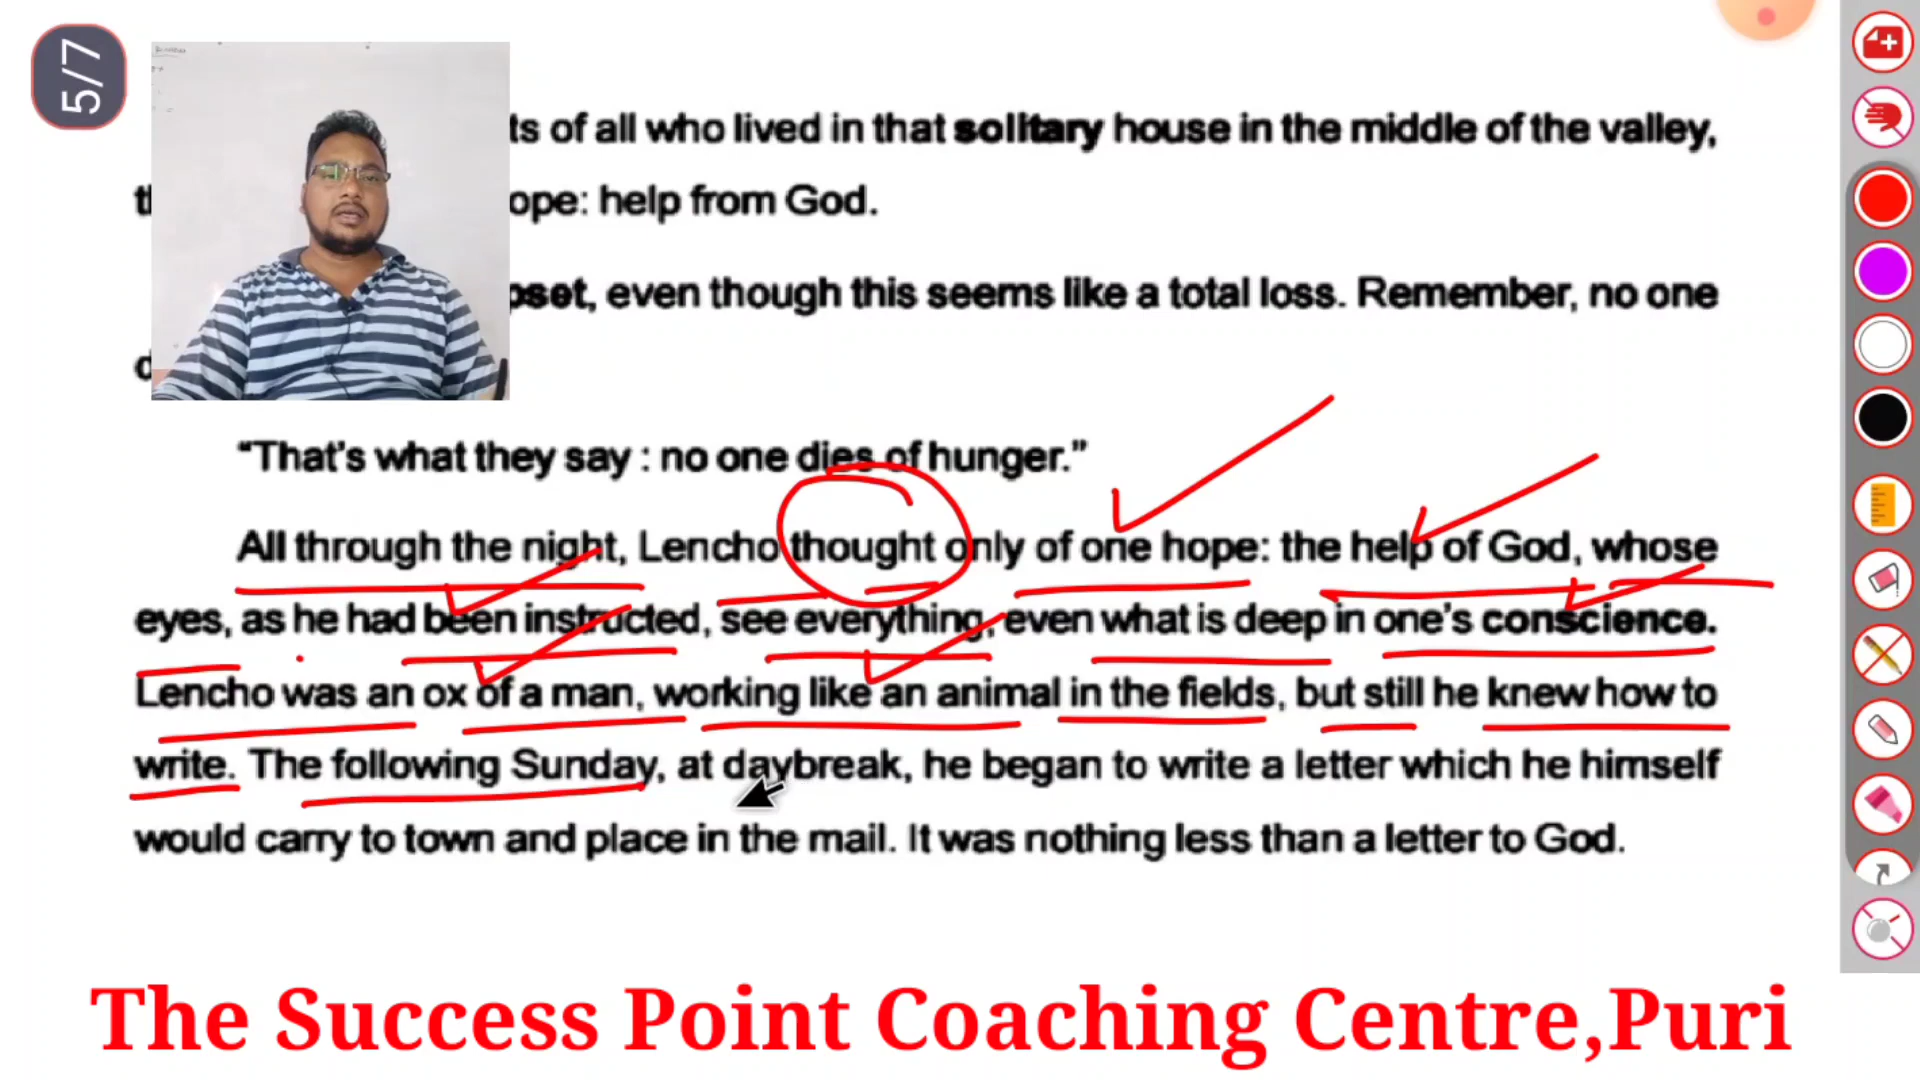 5/7
ts of all who lived in that solitary house in the middle of the valley,
ope: help from God.
pset, even though this seems like a total loss. Remember, no one
“That’s what they say : no one dies of hunger.”
All through the night, Lencho thought only of one hope: the help of God, whose
eyes, as he had been instructed, see everything, even what is deep in one’s conscience.
Lencho was an ox of a man, working like an animal in the fields, but still he knew how to
write. The following Sunday, at daybreak, he began to write a letter which he himself
would carry to town and place in the mail. It was nothing less than a letter to God.
The Success Point Coaching Centre,Puri